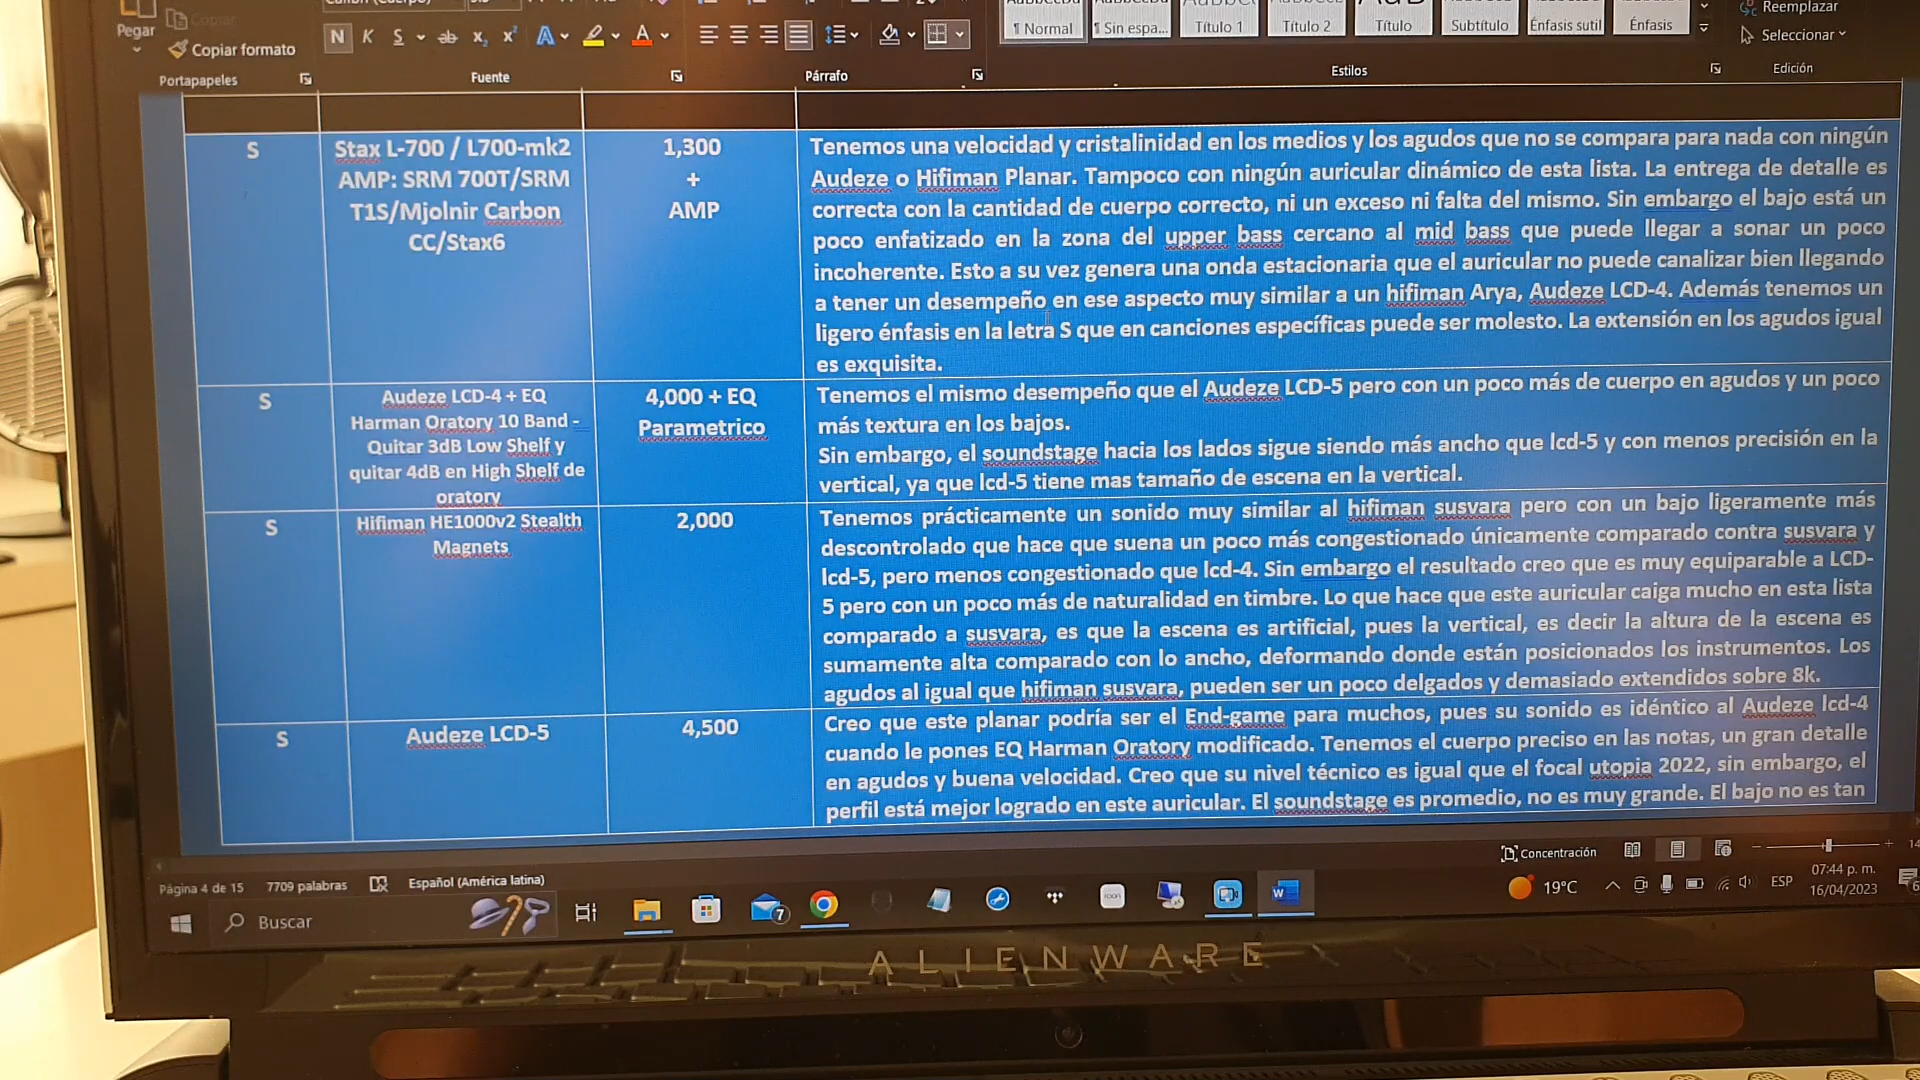 Pegar
Copiar
Copiar formato
Portapapeles
N K S ab x₂ x² A A
Fuente
Párrafo
¶ Normal
¶ Sin espa...
Título 1
Título 2
Título
Subtítulo
Énfasis sutil
Énfasis
Estilos
Reemplazar
Seleccionar
Edición
S
Stax L-700 / L700-mk2
AMP: SRM 700T/SRM
T1S/Mjolnir Carbon
CC/Stax6
1,300
+
AMP
Tenemos una velocidad y cristalinidad en los medios y los agudos que no se compara para nada con ningún
Audeze o Hifiman Planar. Tampoco con ningún auricular dinámico de esta lista. La entrega de detalle es
correcta con la cantidad de cuerpo correcto, ni un exceso ni falta del mismo. Sin embargo el bajo está un
poco enfatizado en la zona del upper bass cercano al mid bass que puede llegar a sonar un poco
incoherente. Esto a su vez genera una onda estacionaria que el auricular no puede canalizar bien llegando
a tener un desempeño en ese aspecto muy similar a un hifiman Arya, Audeze LCD-4. Además tenemos un
ligero énfasis en la letra S que en canciones específicas puede ser molesto. La extensión en los agudos igual
es exquisita.
S
Audeze LCD-4 + EQ
Harman Oratory 10 Band -
Quitar 3dB Low Shelf y
quitar 4dB en High Shelf de
oratory
4,000 + EQ
Parametrico
Tenemos el mismo desempeño que el Audeze LCD-5 pero con un poco más de cuerpo en agudos y un poco
más textura en los bajos.
Sin embargo, el soundstage hacia los lados sigue siendo más ancho que lcd-5 y con menos precisión en la
vertical, ya que lcd-5 tiene mas tamaño de escena en la vertical.
S
Hifiman HE1000v2 Stealth
Magnets
2,000
Tenemos prácticamente un sonido muy similar al hifiman susvara pero con un bajo ligeramente más
descontrolado que hace que suena un poco más congestionado únicamente comparado contra susvara y
lcd-5, pero menos congestionado que lcd-4. Sin embargo el resultado creo que es muy equiparable a LCD-
5 pero con un poco más de naturalidad en timbre. Lo que hace que este auricular caiga mucho en esta lista
comparado a susvara, es que la escena es artificial, pues la vertical, es decir la altura de la escena es
sumamente alta comparado con lo ancho, deformando donde están posicionados los instrumentos. Los
agudos al igual que hifiman susvara, pueden ser un poco delgados y demasiado extendidos sobre 8k.
S
Audeze LCD-5
4,500
Creo que este planar podría ser el End-game para muchos, pues su sonido es idéntico al Audeze lcd-4
cuando le pones EQ Harman Oratory modificado. Tenemos el cuerpo preciso en las notas, un gran detalle
en agudos y buena velocidad. Creo que su nivel técnico es igual que el focal utopia 2022, sin embargo, el
perfil está mejor logrado en este auricular. El soundstage es promedio, no es muy grande. El bajo no es tan
Concentración
Página 4 de 15
7709 palabras
Español (América latina)
Buscar
7
19°C
ESP
07:44 p. m.
16/04/2023
ALIENWARE